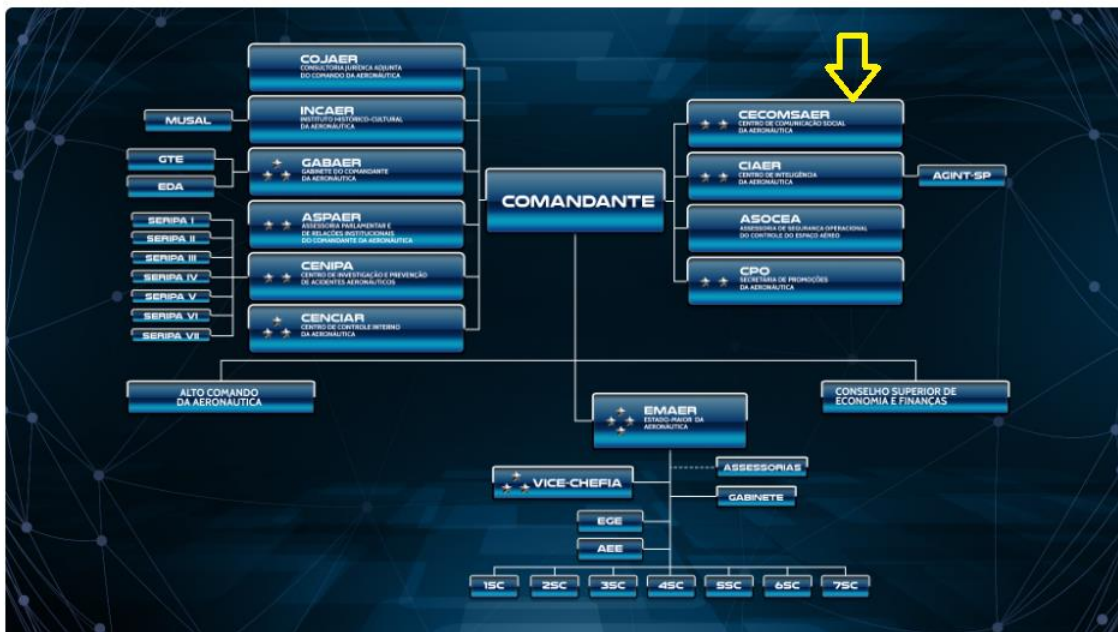 COJAER
CONSULTORIA JURÍDICA ADJUNTA
DO COMANDO DA AERONÁUTICA
MUSAL
INCAER
INSTITUTO HISTÓRICO-CULTURAL
DA AERONÁUTICA
GTE
EDA
GABAER
GABINETE DO COMANDANTE
DA AERONÁUTICA
ASPAER
ASSESSORIA PARLAMENTAR E
DE RELAÇÕES INSTITUCIONAIS
DO COMANDANTE DA AERONÁUTICA
SERIPA I
SERIPA II
SERIPA III
SERIPA IV
SERIPA V
SERIPA VI
SERIPA VII
CENIPA
CENTRO DE INVESTIGAÇÃO E PREVENÇÃO
DE ACIDENTES AERONÁUTICOS
CENCIAR
CENTRO DE CONTROLE INTERNO
DA AERONÁUTICA
COMANDANTE
CECOMSAER
CENTRO DE COMUNICAÇÃO SOCIAL
DA AERONÁUTICA
CIAER
CENTRO DE INTELIGÊNCIA
DA AERONÁUTICA
AGINT-SP
ASOCEA
ASSESSORIA DE SEGURANÇA OPERACIONAL
DO CONTROLE DO ESPAÇO AÉREO
CPO
SECRETARIA DE PROMOÇÕES
DA AERONÁUTICA
ALTO COMANDO
DA AERONÁUTICA
CONSELHO SUPERIOR DE
ECONOMIA E FINANÇAS
EMAER
ESTADO-MAIOR DA
AERONÁUTICA
VICE-CHEFIA
ASSESSORIAS
GABINETE
EGE
AEE
1SC
2SC
3SC
4SC
5SC
6SC
7SC